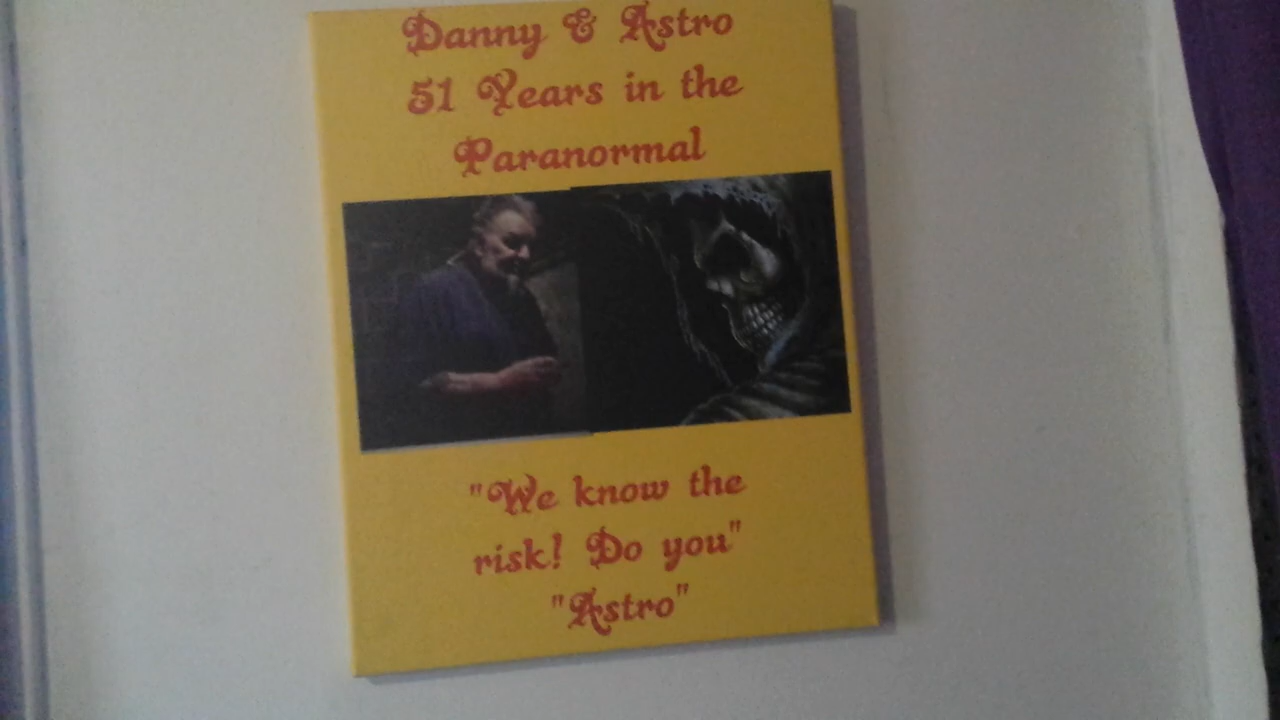 Danny & Astro
51 Years in the
Paranormal
"We know the
risk! Do you"
"Astro"